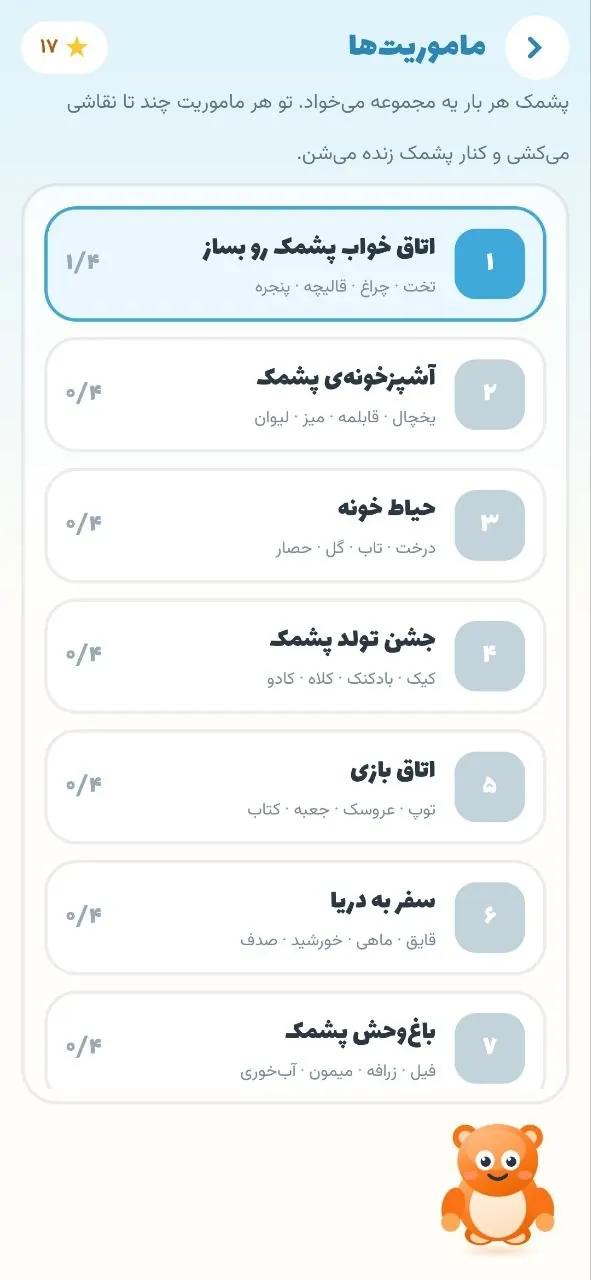 ماموریت‌ها
۱۷
پشمک هر بار یه مجموعه می‌خواد. تو هر ماموریت چند تا نقاشی
می‌کشی و کنار پشمک زنده می‌شن.
۱
اتاق خواب پشمک رو بساز
تخت · چراغ · قالیچه · پنجره
۱/۴
۲
آشپزخونه‌ی پشمک
یخچال · قابلمه · میز · لیوان
۰/۴
۳
حیاط خونه
درخت · تاب · گل · حصار
۰/۴
۴
جشن تولد پشمک
کیک · بادکنک · کلاه · کادو
۰/۴
۵
اتاق بازی
توپ · عروسک · جعبه · کتاب
۰/۴
۶
سفر به دریا
قایق · ماهی · خورشید · صدف
۰/۴
۷
باغ‌وحش پشمک
فیل · زرافه · میمون · آب‌خوری
۰/۴